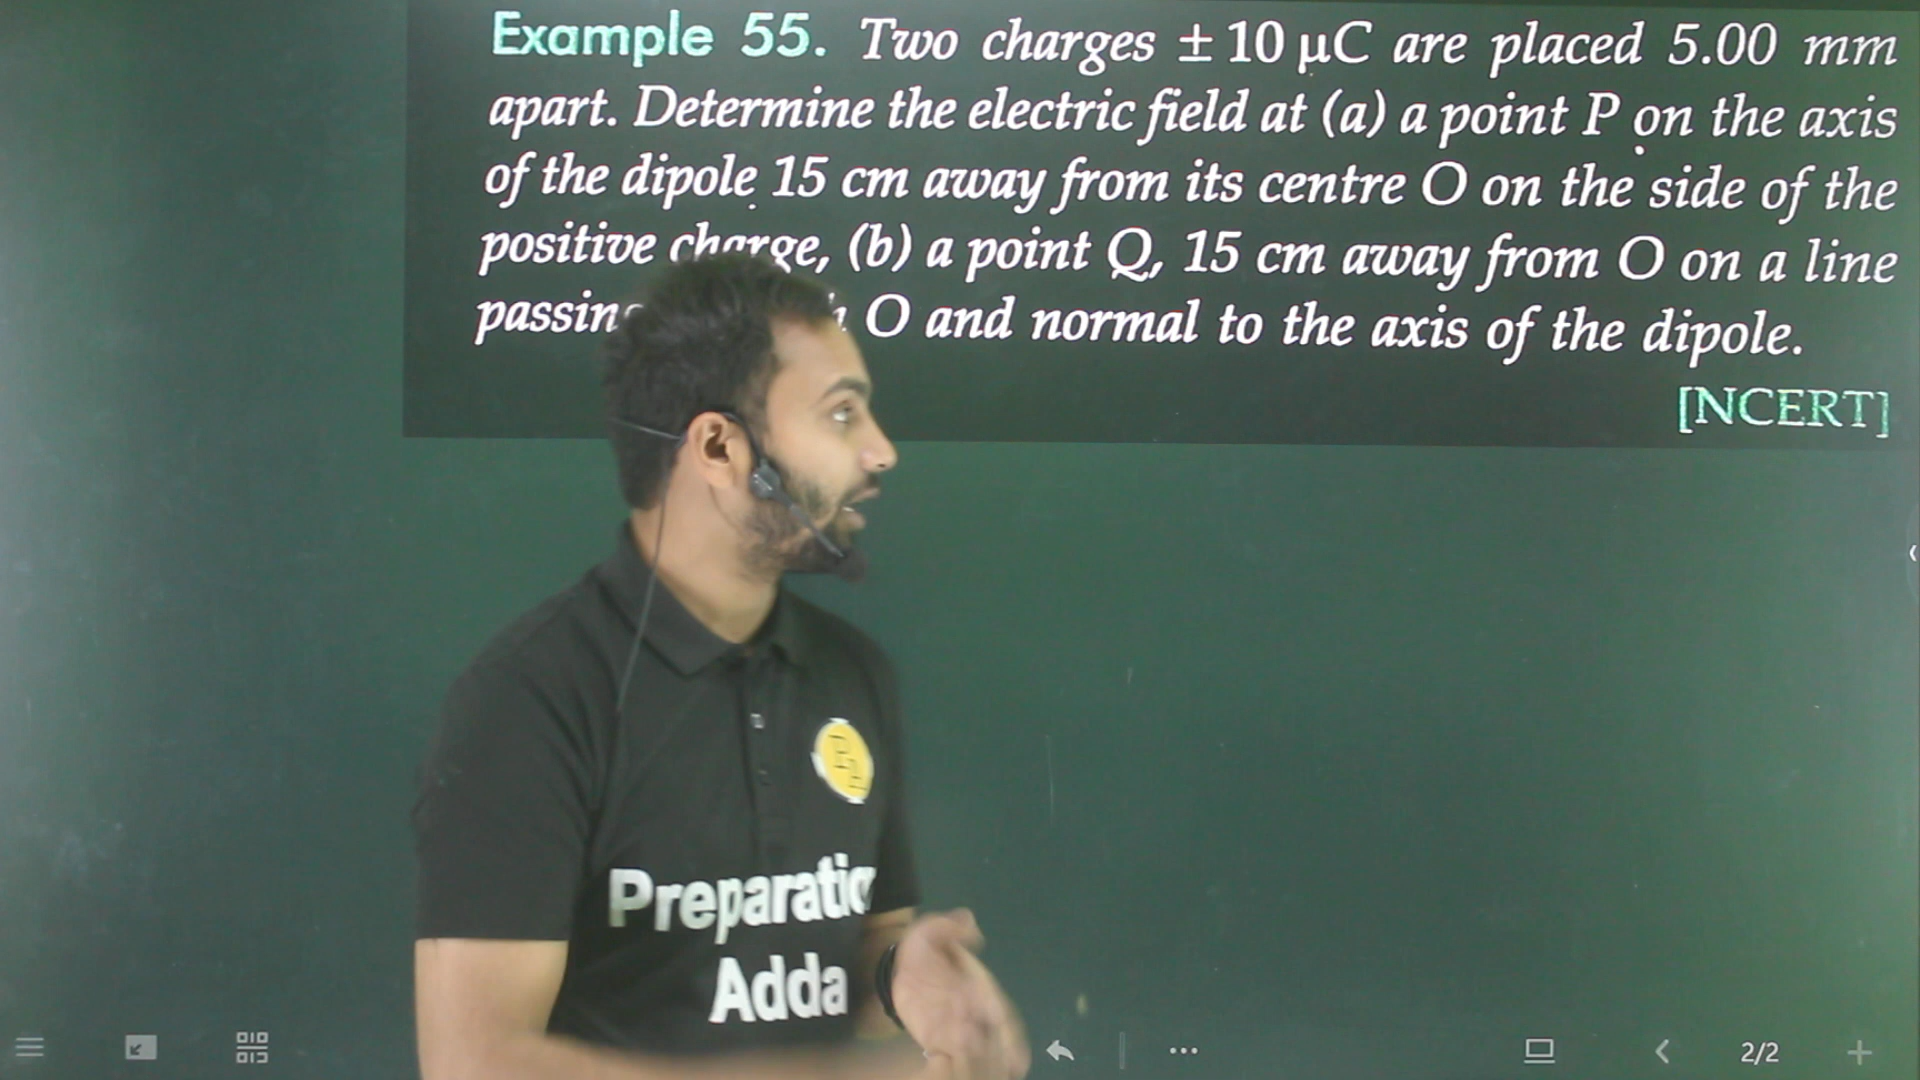 Example 55. Two charges ± 10 μC are placed 5.00 mm
apart. Determine the electric field at (a) a point P on the axis
of the dipole 15 cm away from its centre O on the side of the
positive charge, (b) a point Q, 15 cm away from O on a line
O and normal to the axis of the dipole.
[NCERT]
Adda
2/2